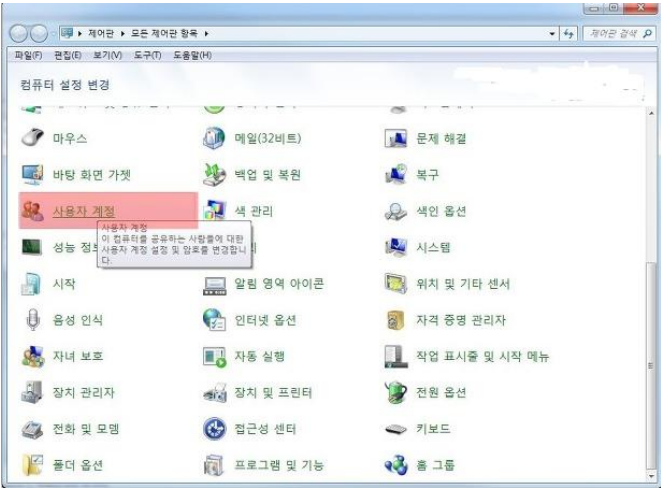 제어판 ▸ 모든 제어판 항목 ▸
제어판 검색
파일(F) 편집(E) 보기(V) 도구(T) 도움말(H)
컴퓨터 설정 변경
마우스 메일(32비트) 문제 해결
바탕 화면 가젯 백업 및 복원 복구
사용자 계정 색 관리 색인 옵션
사용자 계정
이 컴퓨터를 공유하는 사람들에 대한
사용자 계정 설정 및 암호를 변경합니
다.
성능 정보 시스템
시작 알림 영역 아이콘 위치 및 기타 센서
음성 인식 인터넷 옵션 자격 증명 관리자
자녀 보호 자동 실행 작업 표시줄 및 시작 메뉴
장치 관리자 장치 및 프린터 전원 옵션
전화 및 모뎀 접근성 센터 키보드
폴더 옵션 프로그램 및 기능 홈 그룹